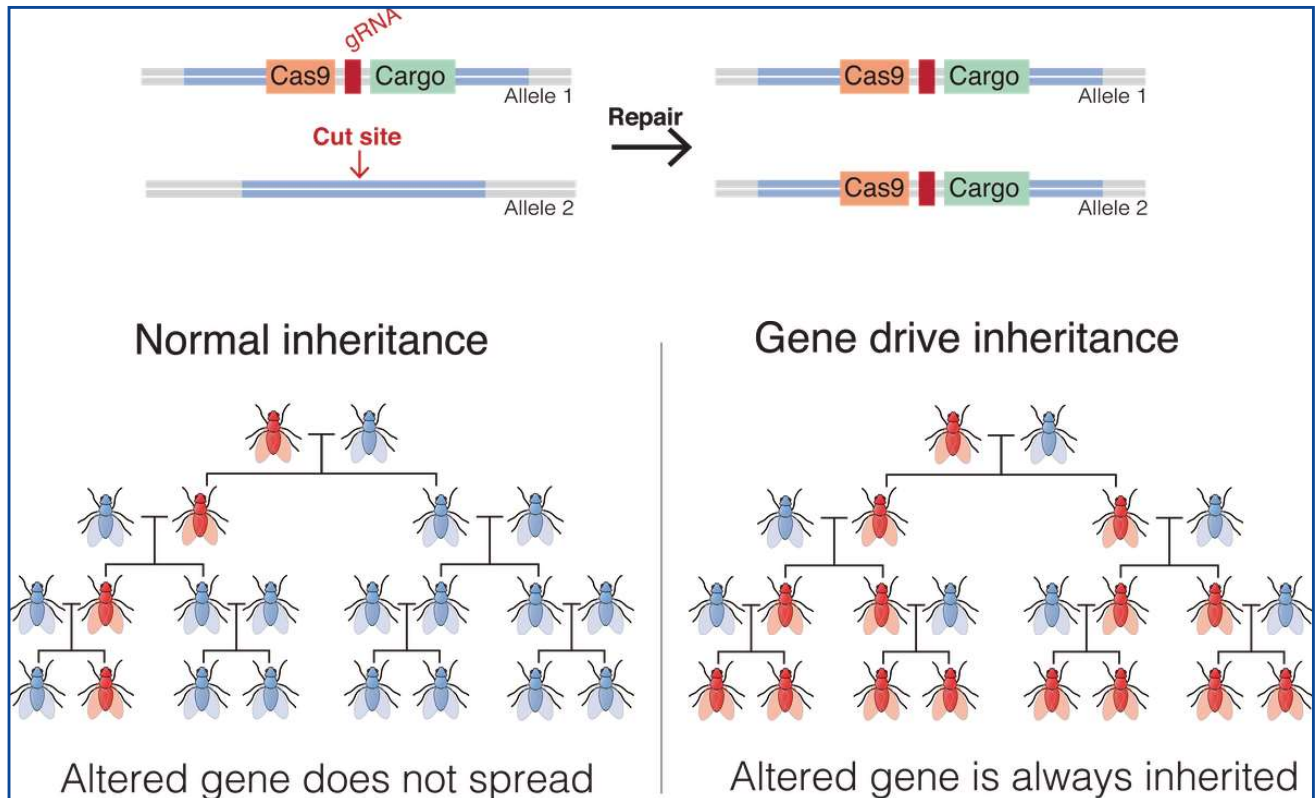 gRNA
Cas9
Cargo
Allele 1
Cut site
Allele 2
Repair
Cas9
Cargo
Allele 1
Cas9
Cargo
Allele 2
Normal inheritance
Gene drive inheritance
Altered gene does not spread
Altered gene is always inherited